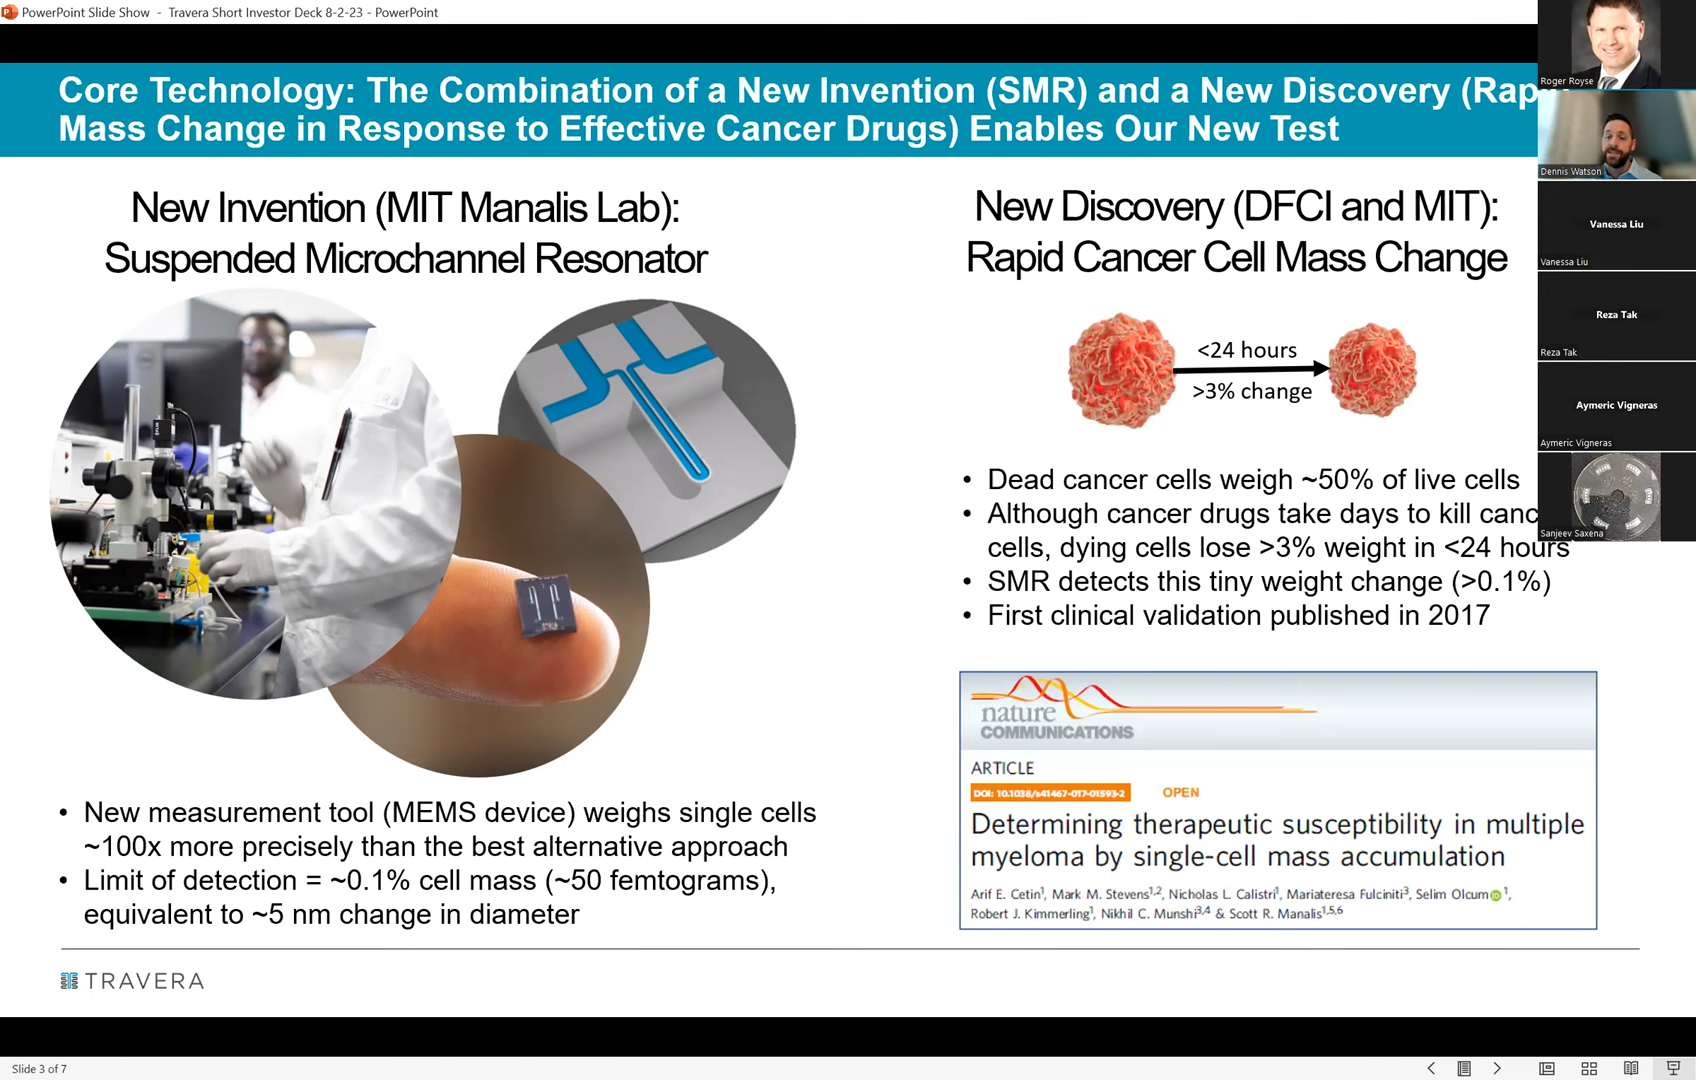 PowerPoint Slide Show - Travera Short Investor Deck 8-2-23 - PowerPoint
Core Technology: The Combination of a New Invention (SMR) and a New Discovery
Mass Change in Response to Effective Cancer Drugs) Enables Our New Test
New Invention (MIT Manalis Lab):
Suspended Microchannel Resonator
New measurement tool (MEMS device) weighs single cells
~100x more precisely than the best alternative approach
Limit of detection = ~0.1% cell mass (~50 femtograms),
equivalent to ~5 nm change in diameter
New Discovery (DFCI and MIT):
Rapid Cancer Cell Mass Change
<24 hours
>3% change
• Dead cancer cells weigh ~50% of live cells
• Although cancer drugs take days to kill
cells, dying cells lose >3% weight in <24 hours
• SMR detects this tiny weight change (>0.1%)
• First clinical validation published in 2017
nature
COMMUNICATIONS
ARTICLE
DOI: 10.1038/s41467-017-01593-2 OPEN
Determining therapeutic susceptibility in multiple
myeloma by single-cell mass accumulation
Arif E. Cetin1, Mark M. Stevens1,2, Nicholas L. Calistri1, Mariateresa Fulciniti3, Selim Olcum 1,
Robert J. Kimmerling1, Nikhil C. Munshi3,4 & Scott R. Manalis1,5,6
TRAVERA
Roger Royse
Dennis Watson
Vanessa Liu
Vanessa Liu
Reza Tak
Reza Tak
Aymeric Vigneras
Aymeric Vigneras
Sanjeev Saxena
Slide 3 of 7